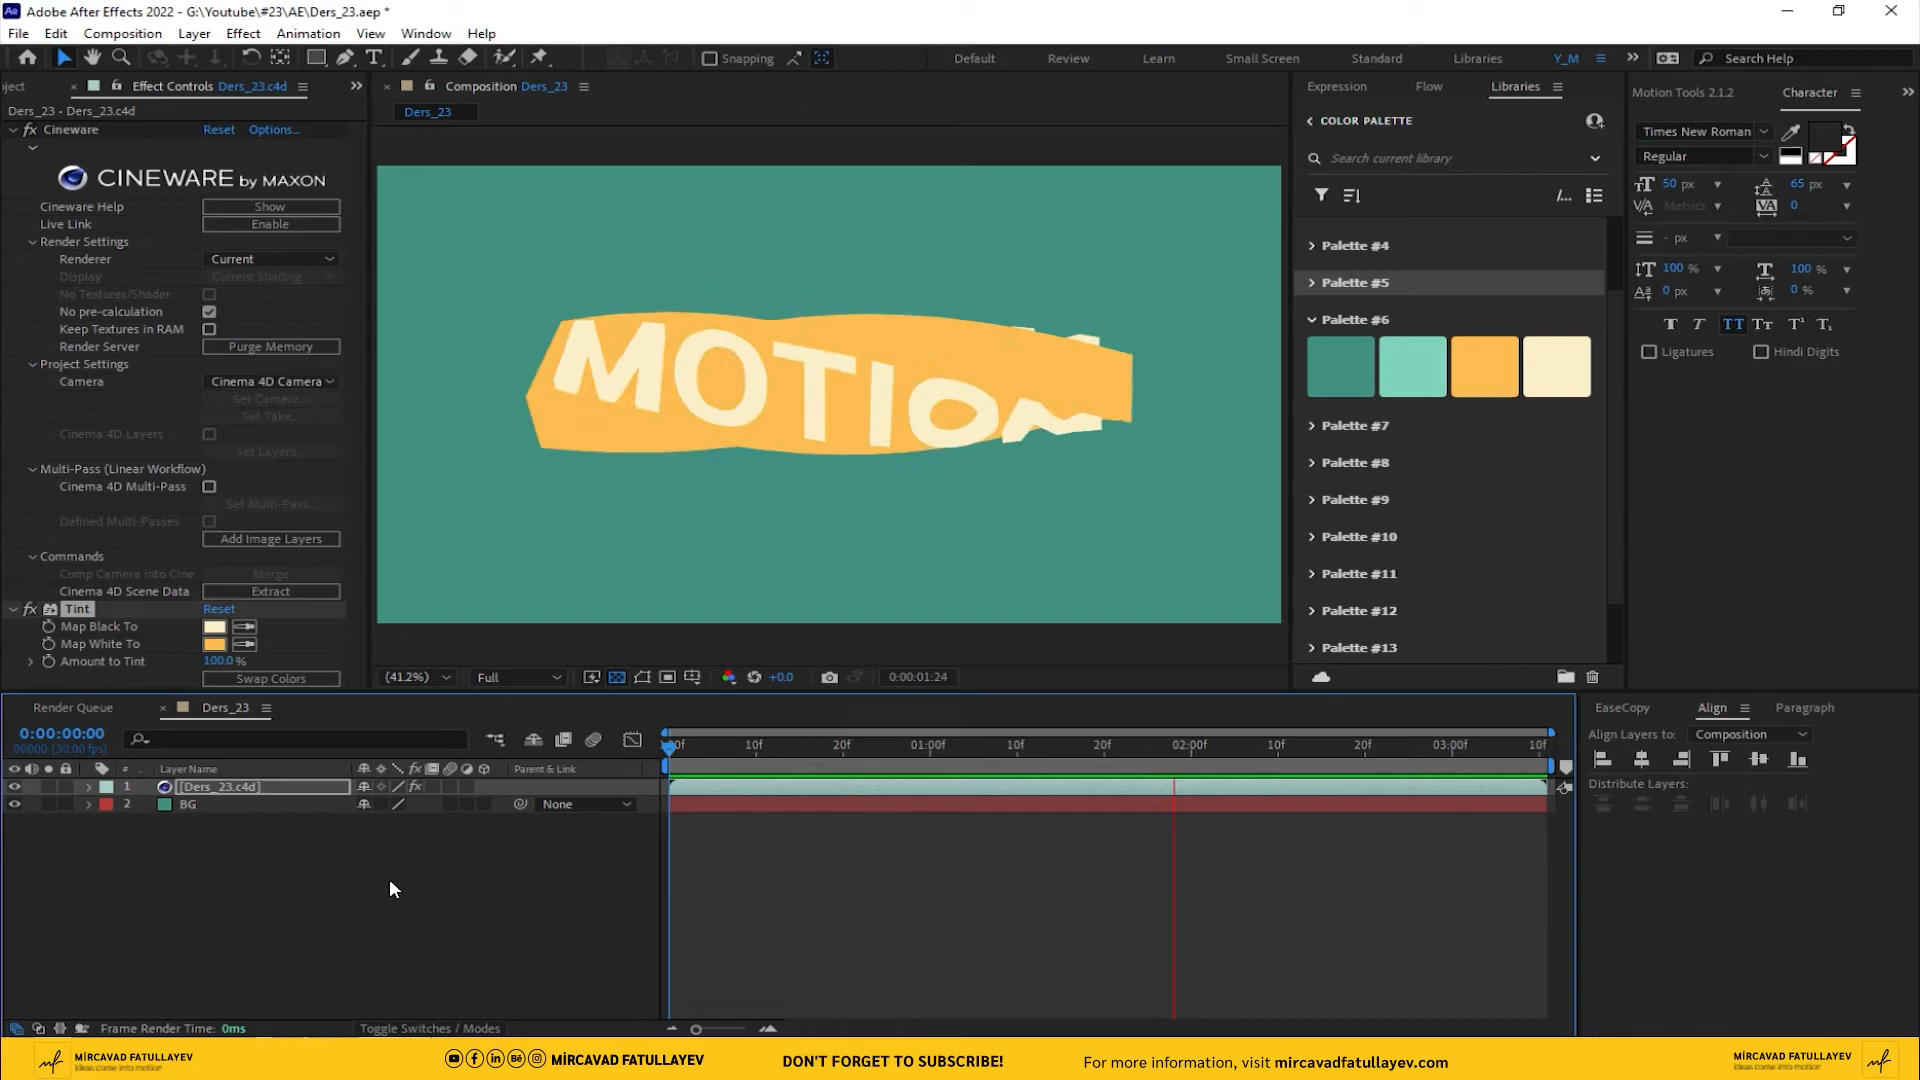 Adobe After Effects 2022 - G:\Youtube\#23\AE\Ders_23.aep *
File Edit Composition Layer Effect Animation View Window Help
Snapping
Default Review Learn Small Screen Standard Libraries Y_M Search Help
ject Effect Controls Ders_23.c4d
Composition Ders_23
Expression Flow Libraries
Motion Tools 2.1.2 Character
Ders_23 - Ders_23.c4d
Ders_23
COLOR PALETTE
Cineware Reset Options...
CINEWARE by MAXON
Cineware Help Show
Live Link Enable
Render Settings
Renderer Current
Display Current Shading
No Textures/Shader
No pre-calculation
Keep Textures in RAM
Render Server Purge Memory
Project Settings
Camera Cinema 4D Camera
Set Camera...
Set Take...
Cinema 4D Layers
Set Layers...
Multi-Pass (Linear Workflow)
Cinema 4D Multi-Pass
Set Multi-Pass...
Defined Multi-Passes
Add Image Layers
Commands
Comp Camera into Cine Merge
Cinema 4D Scene Data Extract
fx Tint Reset
Map Black To
Map White To
Amount to Tint 100.0 %
Swap Colors
MOTION
(41.2%) Full +0.0 0:00:01:24
Search current library
Palette #4
Palette #5
Palette #6
Palette #7
Palette #8
Palette #9
Palette #10
Palette #11
Palette #12
Palette #13
Times New Roman
Regular
50 px 65 px
Metrics 0
- px
100 % 100 %
0 px 0 %
Ligatures Hindi Digits
Render Queue Ders_23
0:00:00:00
00000 (30.00 fps)
# Layer Name Parent & Link
1 [Ders_23.c4d]
2 BG None
:00f 10f 20f 01:00f 10f 20f 02:00f 10f 20f 03:00f 10f
Frame Render Time: 0ms Toggle Switches / Modes
EaseCopy Align Paragraph
Align Layers to: Composition
Distribute Layers:
MİRCAVAD FATULLAYEV
Ideas come into motion
MİRCAVAD FATULLAYEV
DON'T FORGET TO SUBSCRIBE!
For more information, visit mircavadfatullayev.com
MİRCAVAD FATULLAYEV
Ideas come into motion